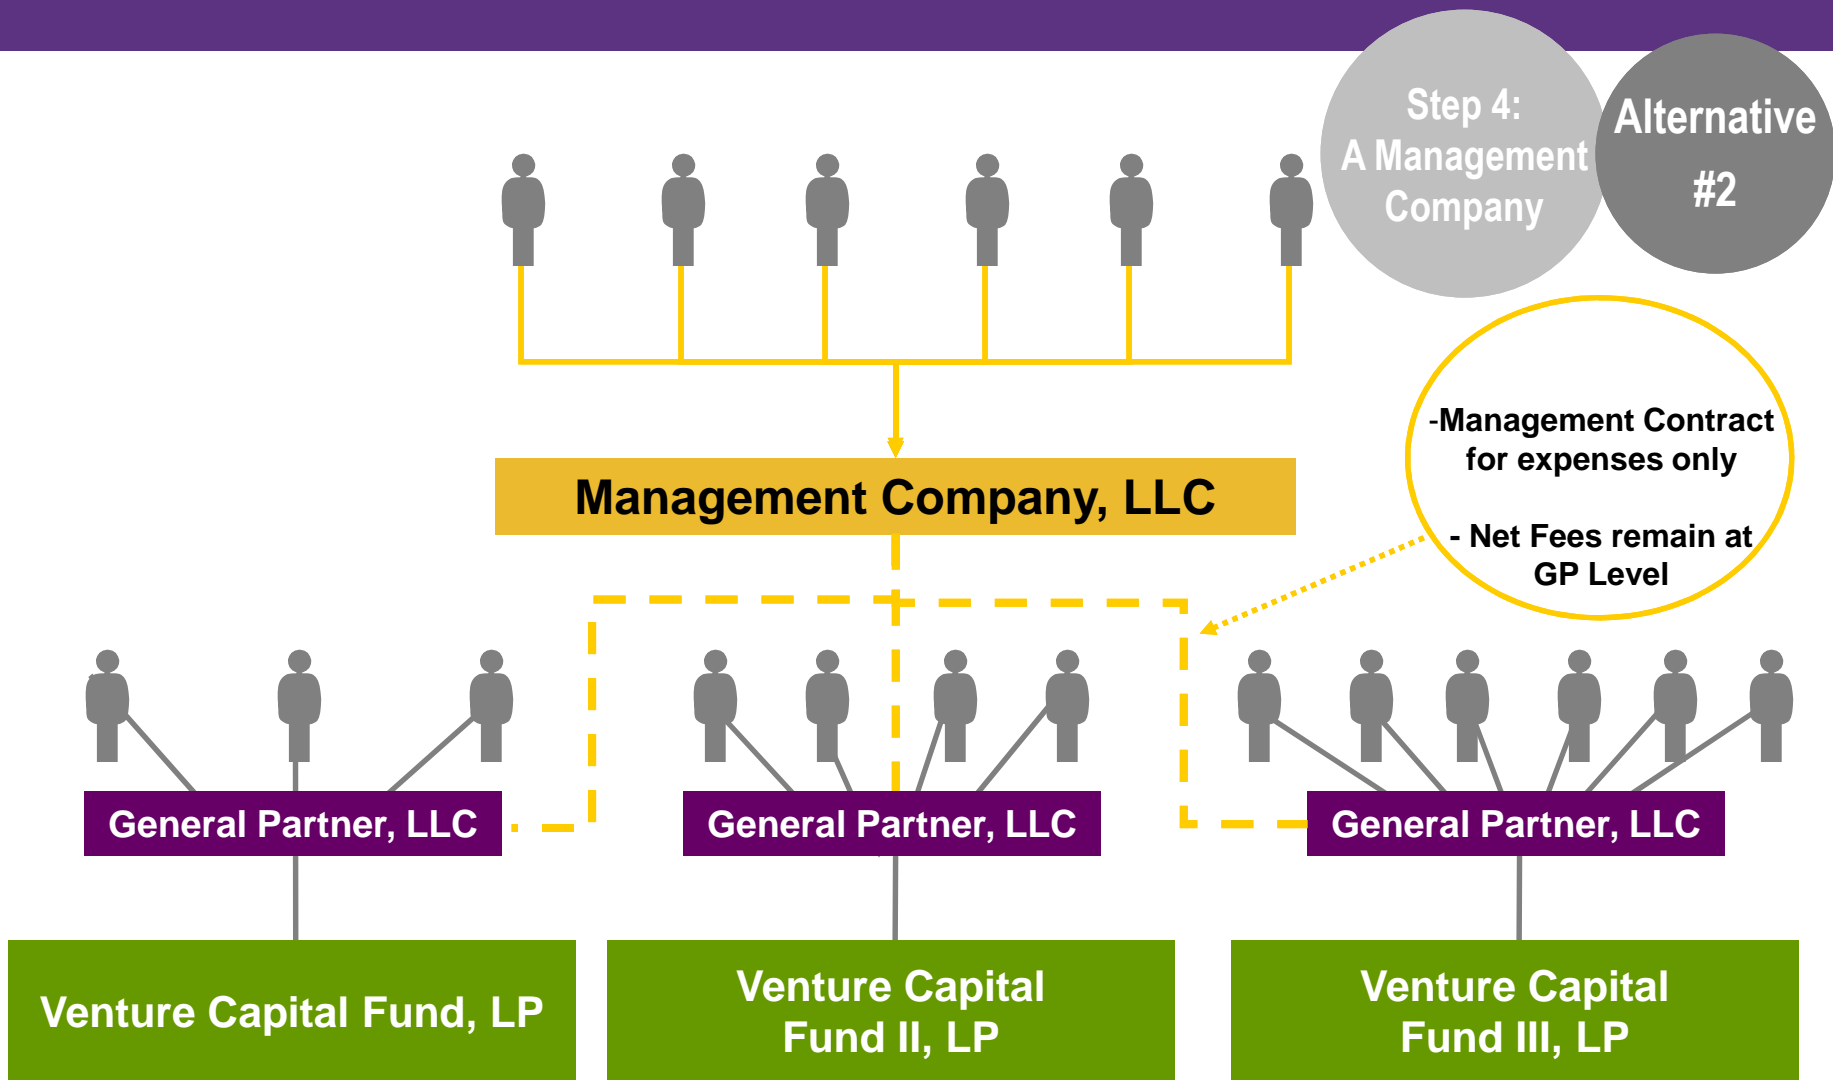 Step 4:
A Management
Company
Alternative
#2
-Management Contract
for expenses only
- Net Fees remain at
GP Level
Management Company, LLC
General Partner, LLC
General Partner, LLC
General Partner, LLC
Venture Capital Fund, LP
Venture Capital
Fund II, LP
Venture Capital
Fund III, LP